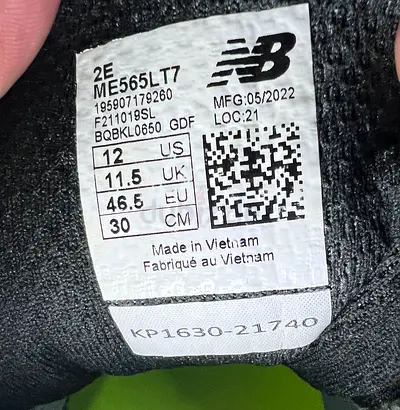 2E
ME565LT7
195907179260
F211019SL
BQBKL0650 GDF
NB
MFG:05/2022
LOC:21
12 US
11.5 UK
46.5 EU
30 CM
Made in Vietnam
Fabriqué au Vietnam
KP1630-21740